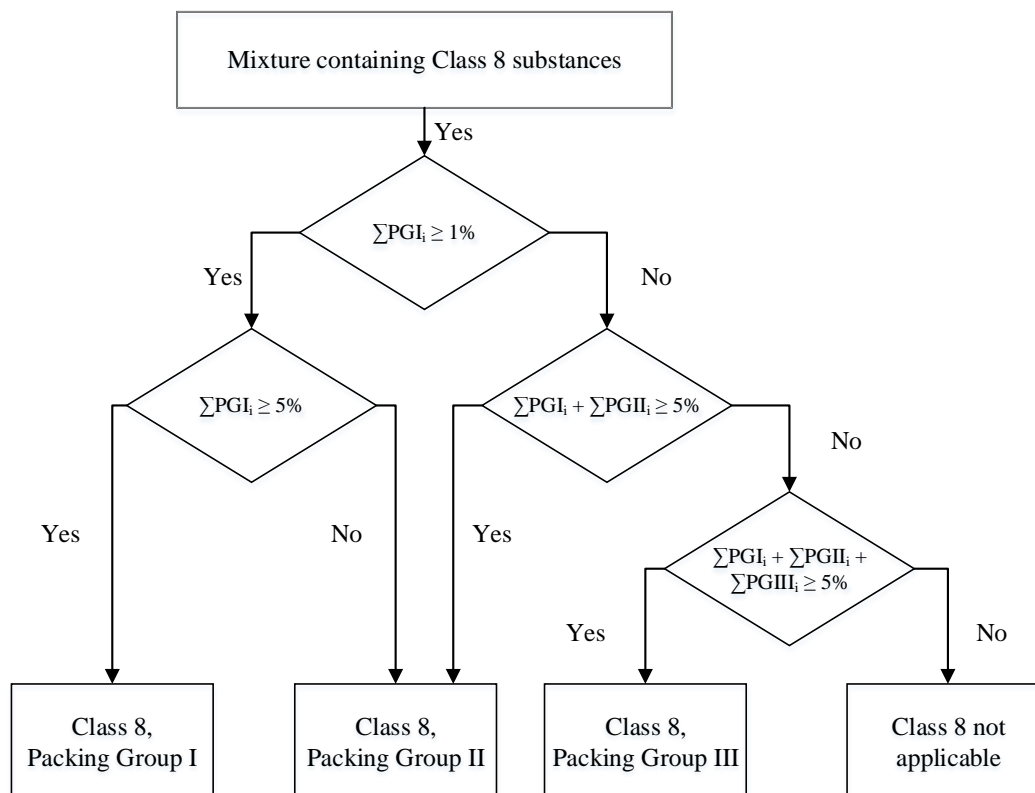 Mixture containing Class 8 substances
Yes
∑PGIᵢ ≥ 1%
Yes
No
∑PGIᵢ ≥ 5%
∑PGIᵢ + ∑PGIIᵢ ≥ 5%
No
Yes
No
Yes
∑PGIᵢ + ∑PGIIᵢ +
∑PGIIIᵢ ≥ 5%
Yes
No
Class 8,
Packing Group I
Class 8,
Packing Group II
Class 8,
Packing Group III
Class 8 not
applicable